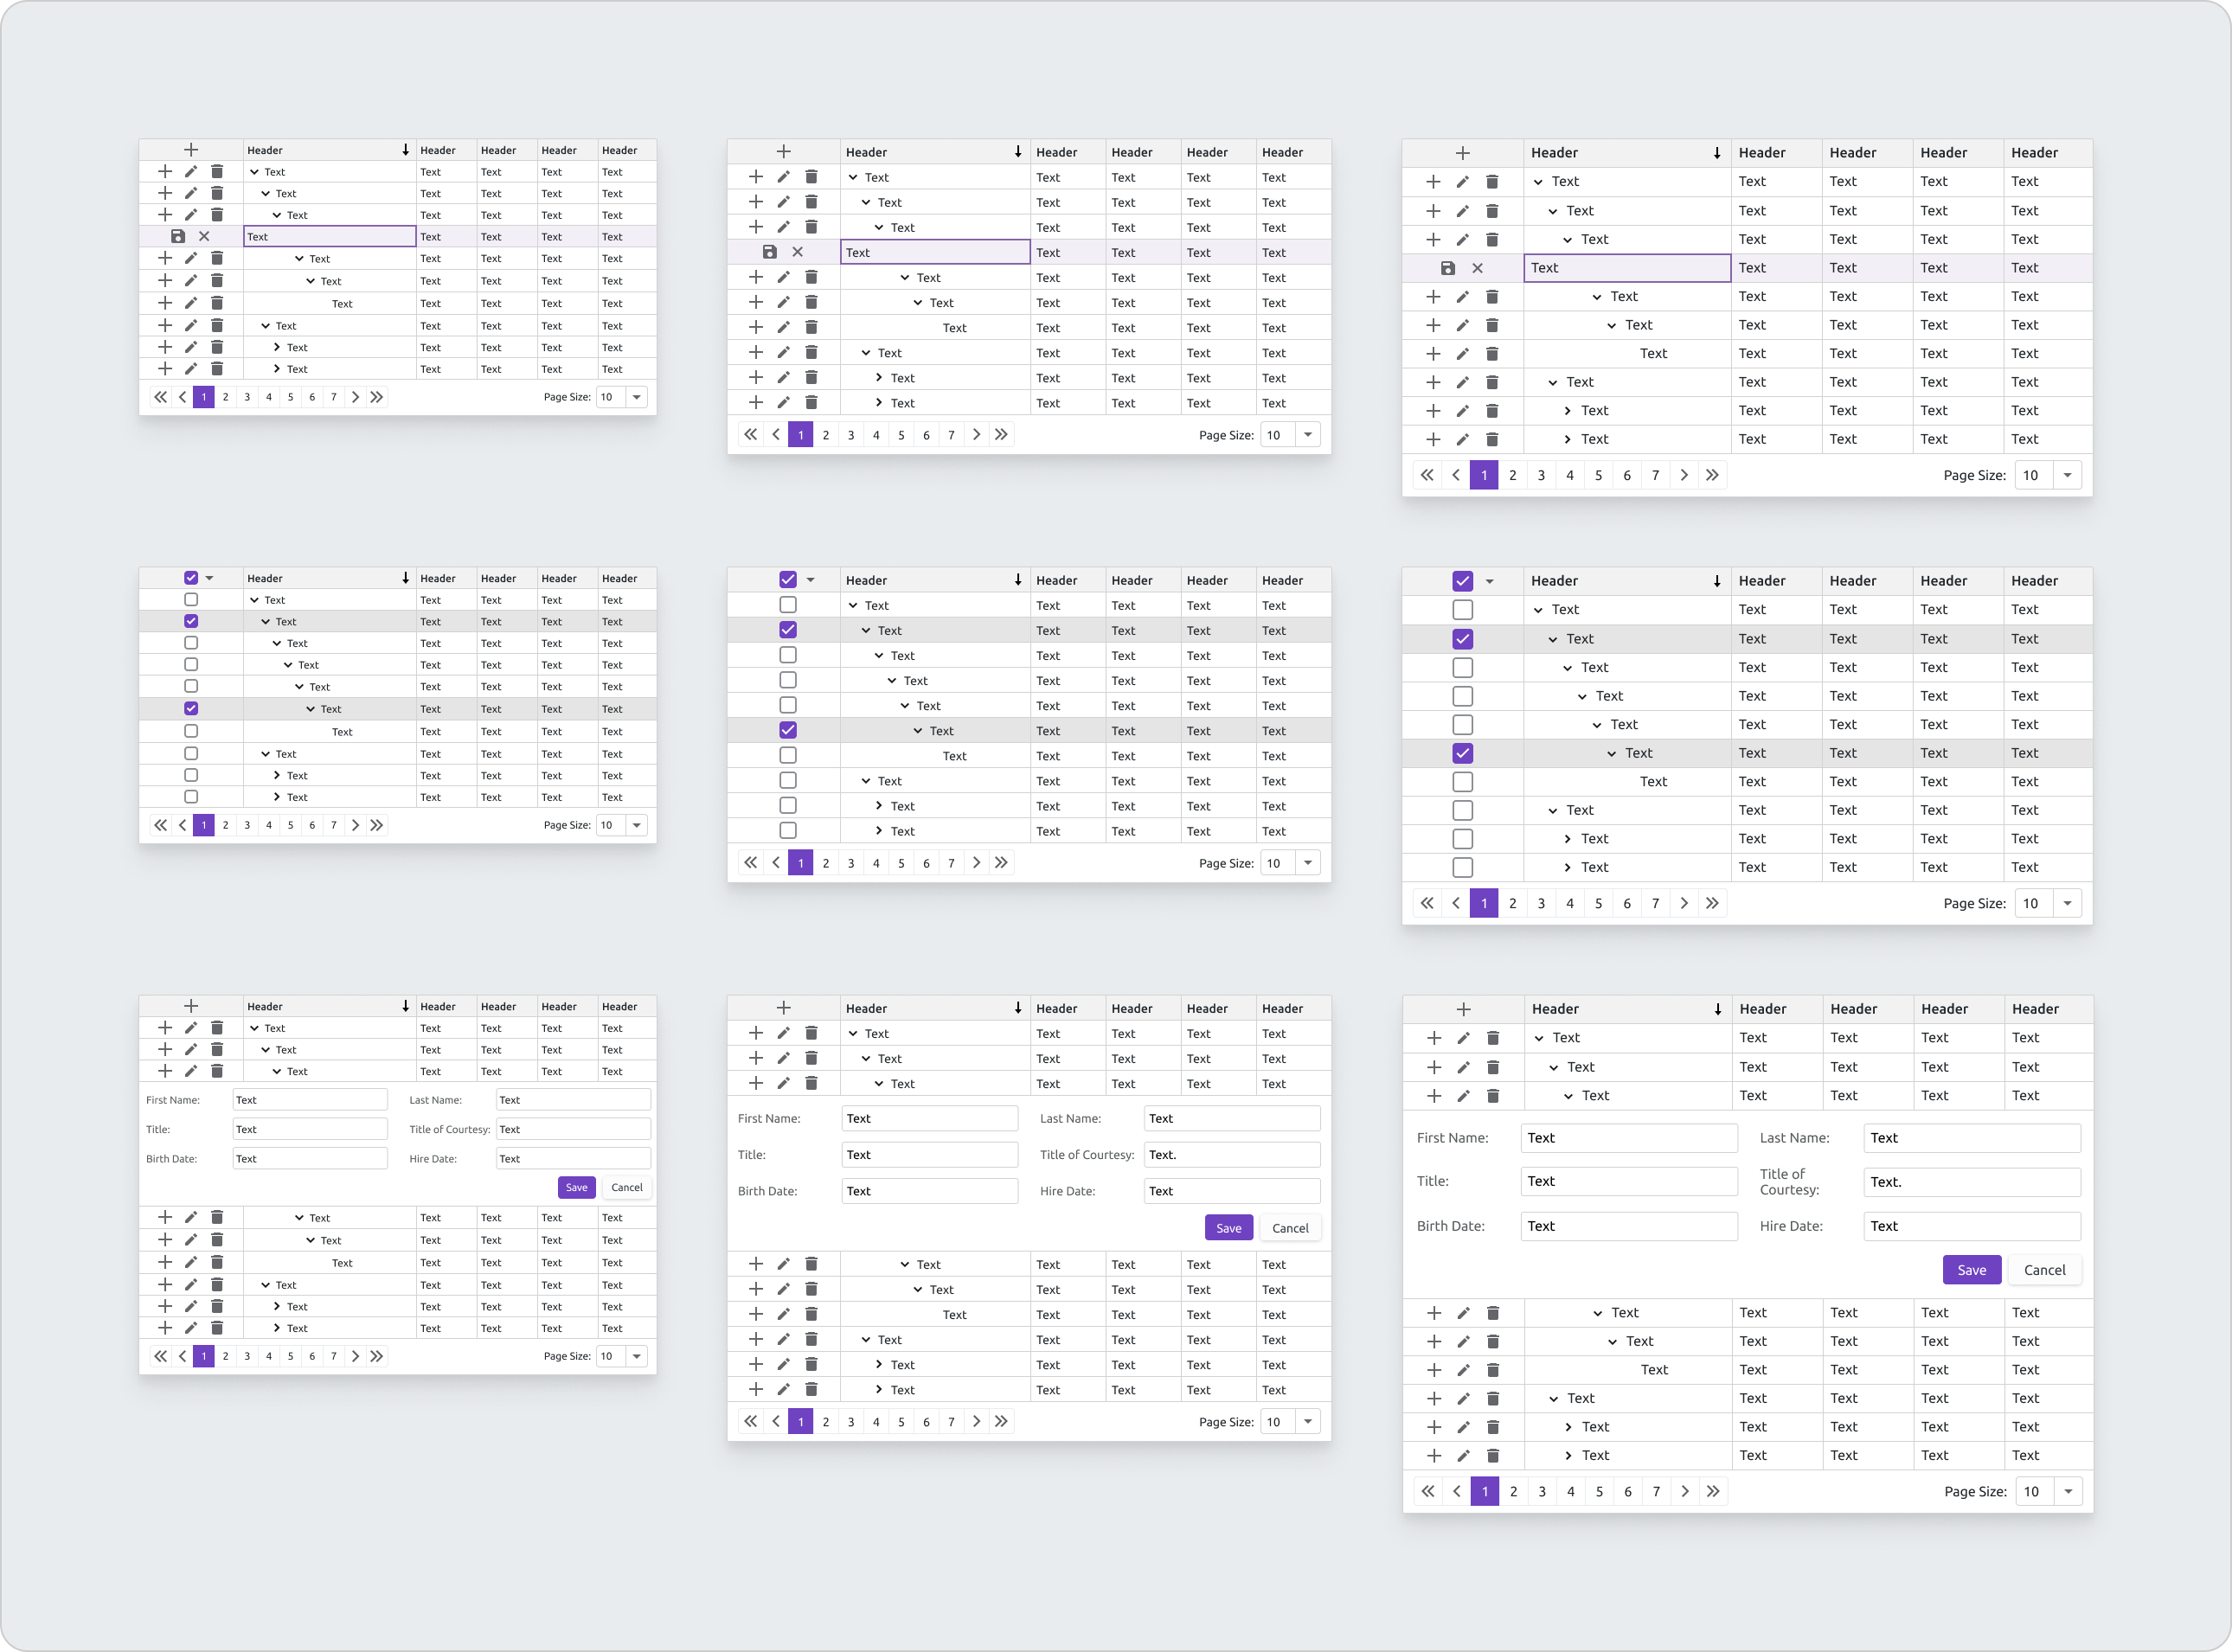 Header Header Header Header Header
Text Text Text Text Text
Text Text Text Text Text
Text Text Text Text Text
Text Text Text Text Text
Text Text Text Text Text
Text Text Text Text Text
Text Text Text Text Text
Text Text Text Text Text
Text Text Text Text Text
Text Text Text Text Text
1 2 3 4 5 6 7 Page Size: 10
Header Header Header Header Header
Text Text Text Text Text
Text Text Text Text Text
Text Text Text Text Text
Text Text Text Text Text
Text Text Text Text Text
Text Text Text Text Text
Text Text Text Text Text
Text Text Text Text Text
Text Text Text Text Text
Text Text Text Text Text
1 2 3 4 5 6 7 Page Size: 10
Header Header Header Header Header
Text Text Text Text Text
Text Text Text Text Text
Text Text Text Text Text
Text Text Text Text Text
Text Text Text Text Text
Text Text Text Text Text
Text Text Text Text Text
Text Text Text Text Text
Text Text Text Text Text
Text Text Text Text Text
1 2 3 4 5 6 7 Page Size: 10
Header Header Header Header Header
Text Text Text Text Text
Text Text Text Text Text
Text Text Text Text Text
Text Text Text Text Text
Text Text Text Text Text
Text Text Text Text Text
Text Text Text Text Text
Text Text Text Text Text
Text Text Text Text Text
Text Text Text Text Text
1 2 3 4 5 6 7 Page Size: 10
Header Header Header Header Header
Text Text Text Text Text
Text Text Text Text Text
Text Text Text Text Text
Text Text Text Text Text
Text Text Text Text Text
Text Text Text Text Text
Text Text Text Text Text
Text Text Text Text Text
Text Text Text Text Text
Text Text Text Text Text
1 2 3 4 5 6 7 Page Size: 10
Header Header Header Header Header
Text Text Text Text Text
Text Text Text Text Text
Text Text Text Text Text
Text Text Text Text Text
Text Text Text Text Text
Text Text Text Text Text
Text Text Text Text Text
Text Text Text Text Text
Text Text Text Text Text
Text Text Text Text Text
1 2 3 4 5 6 7 Page Size: 10
Header Header Header Header Header
Text Text Text Text Text
Text Text Text Text Text
Text Text Text Text Text
First Name: Text Last Name: Text
Title: Text Title of Courtesy: Text
Birth Date: Text Hire Date: Text
Save Cancel
Text Text Text Text Text
Text Text Text Text Text
Text Text Text Text Text
Text Text Text Text Text
Text Text Text Text Text
Text Text Text Text Text
1 2 3 4 5 6 7 Page Size: 10
Header Header Header Header Header
Text Text Text Text Text
Text Text Text Text Text
Text Text Text Text Text
First Name: Text Last Name: Text
Title: Text Title of Courtesy: Text.
Birth Date: Text Hire Date: Text
Save Cancel
Text Text Text Text Text
Text Text Text Text Text
Text Text Text Text Text
Text Text Text Text Text
Text Text Text Text Text
Text Text Text Text Text
1 2 3 4 5 6 7 Page Size: 10
Header Header Header Header Header
Text Text Text Text Text
Text Text Text Text Text
Text Text Text Text Text
First Name: Text Last Name: Text
Title: Text Title of
Courtesy: Text.
Birth Date: Text Hire Date: Text
Save Cancel
Text Text Text Text Text
Text Text Text Text Text
Text Text Text Text Text
Text Text Text Text Text
Text Text Text Text Text
Text Text Text Text Text
1 2 3 4 5 6 7 Page Size: 10